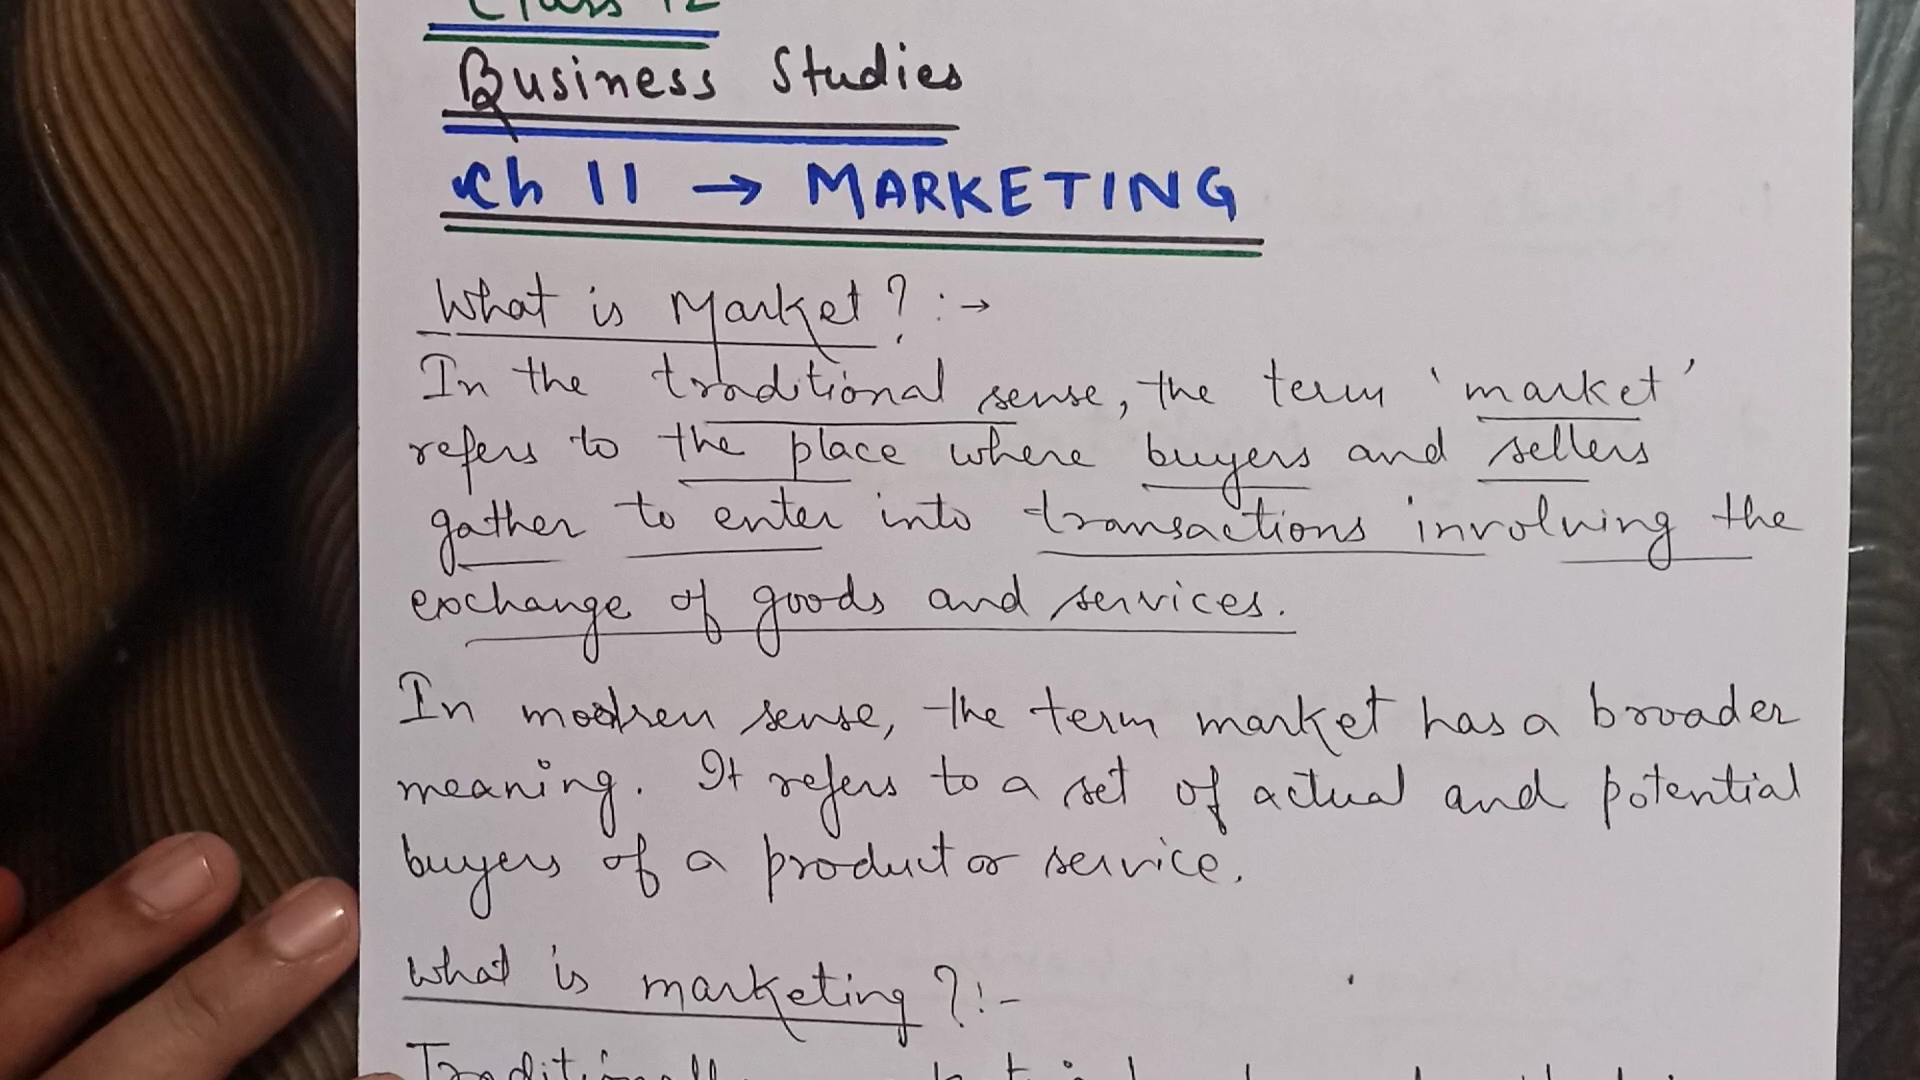 Class 12
Business Studies
Ch 11 → MARKETING
What is Market? :→
In the traditional sense, the term 'market'
refers to the place where buyers and sellers
gather to enter into transactions involving the
exchange of goods and services.
In modren sense, the term market has a broader
meaning. It refers to a set of actual and potential
buyers of a product or service.
What is marketing ?:-
Traditionally